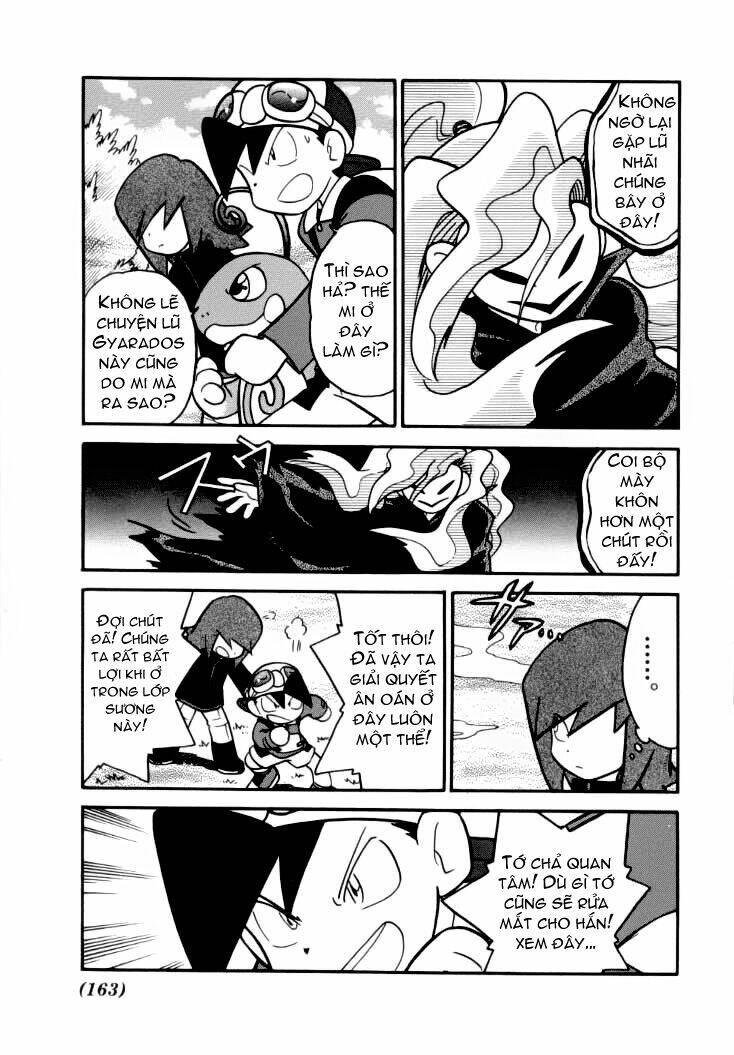 KHÔNG
NGỜ LẠI
GẶP LŨ
NHÃI
CHÚNG
BÂY Ở
ĐÂY!
THÌ SAO
HẢ? THẾ
MI Ở
ĐÂY
LÀM GÌ?
KHÔNG LẼ
CHUYỆN LŨ
GYARADOS
NÀY CŨNG
DO MI MÀ
RA SAO?
COI BỘ
MÀY
KHÔN
HƠN MỘT
CHÚT RỒI
ĐẤY!
.......
TỐT THÔI!
ĐÃ VẬY TA
GIẢI QUYẾT
ÂN OÁN Ở
ĐÂY LUÔN
MỘT THỂ!
ĐỢI CHÚT
ĐÃ! CHÚNG
TA RẤT BẤT
LỢI KHI Ở
TRONG LỚP
SƯƠNG
NÀY!
TỚ CHẢ QUAN
TÂM! DÙ GÌ TỚ
CŨNG SẼ RỬA
MẮT CHO HẮN!
XEM ĐÂY...
(163)